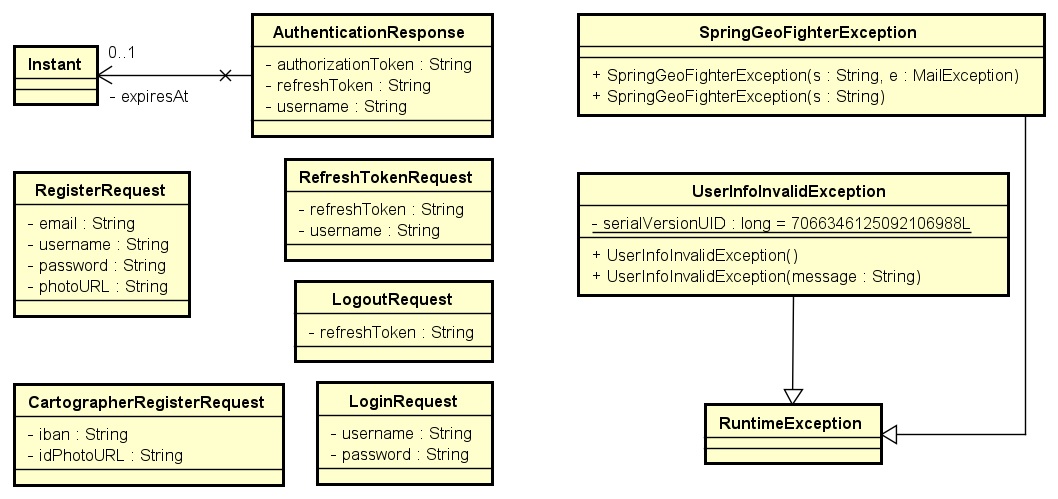 Instant
0..1
- expiresAt
AuthenticationResponse
- authorizationToken : String
- refreshToken : String
- username : String
RegisterRequest
- email : String
- username : String
- password : String
- photoURL : String
RefreshTokenRequest
- refreshToken : String
- username : String
LogoutRequest
- refreshToken : String
CartographerRegisterRequest
- iban : String
- idPhotoURL : String
LoginRequest
- username : String
- password : String
SpringGeoFighterException
+ SpringGeoFighterException(s : String, e : MailException)
+ SpringGeoFighterException(s : String)
UserInfoInvalidException
- serialVersionUID : long = 7066346125092106988L
+ UserInfoInvalidException()
+ UserInfoInvalidException(message : String)
RuntimeException